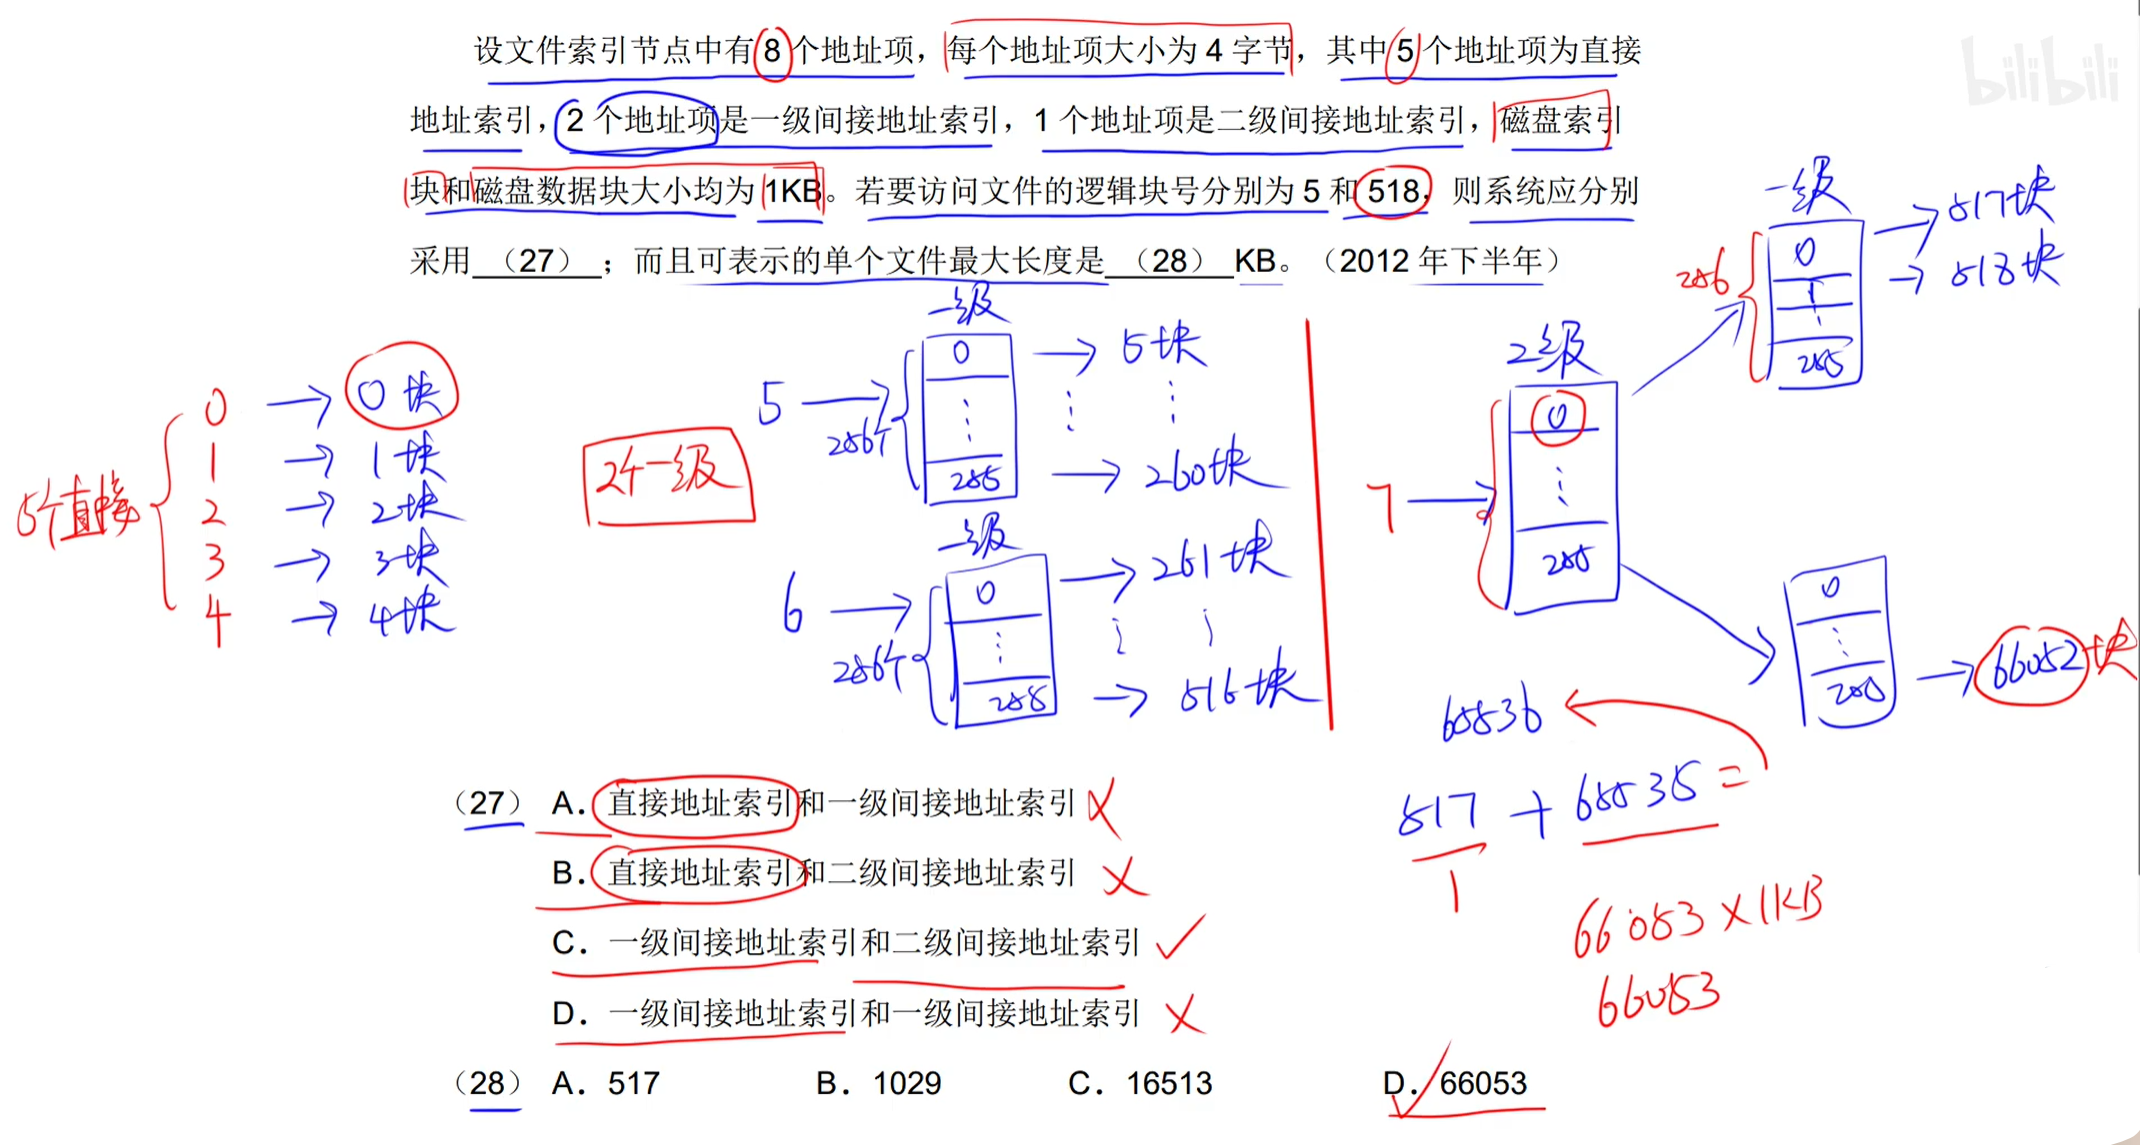 设文件索引节点中有8个地址项，每个地址项大小为4字节，其中5个地址项为直接
地址索引，2个地址项是一级间接地址索引，1个地址项是二级间接地址索引，磁盘索引
块和磁盘数据块大小均为1KB。若要访问文件的逻辑块号分别为5和518，则系统应分别
采用（27）；而且可表示的单个文件最大长度是（28）KB。（2012年下半年）
bilibili
5个直接
0 → 0块
1 → 1块
2 → 2块
3 → 3块
4 → 4块
2个一级
一级
5 → 256个
0 → 5块
⋮ ⋮ ⋮
255 → 260块
一级
6 → 256个
0 → 261块
⋮ ⋮ ⋮
255 → 516块
2级
7 →
0
⋮
255
一级
256
0 → 517块
1 → 518块
⋮
255
0
⋮
255 → 66052块
65536
517 + 65535 =
1
66053×1KB
66053
（27）A．直接地址索引和一级间接地址索引
B．直接地址索引和二级间接地址索引
C．一级间接地址索引和二级间接地址索引
D．一级间接地址索引和一级间接地址索引
（28）A．517 B．1029 C．16513 D．66053